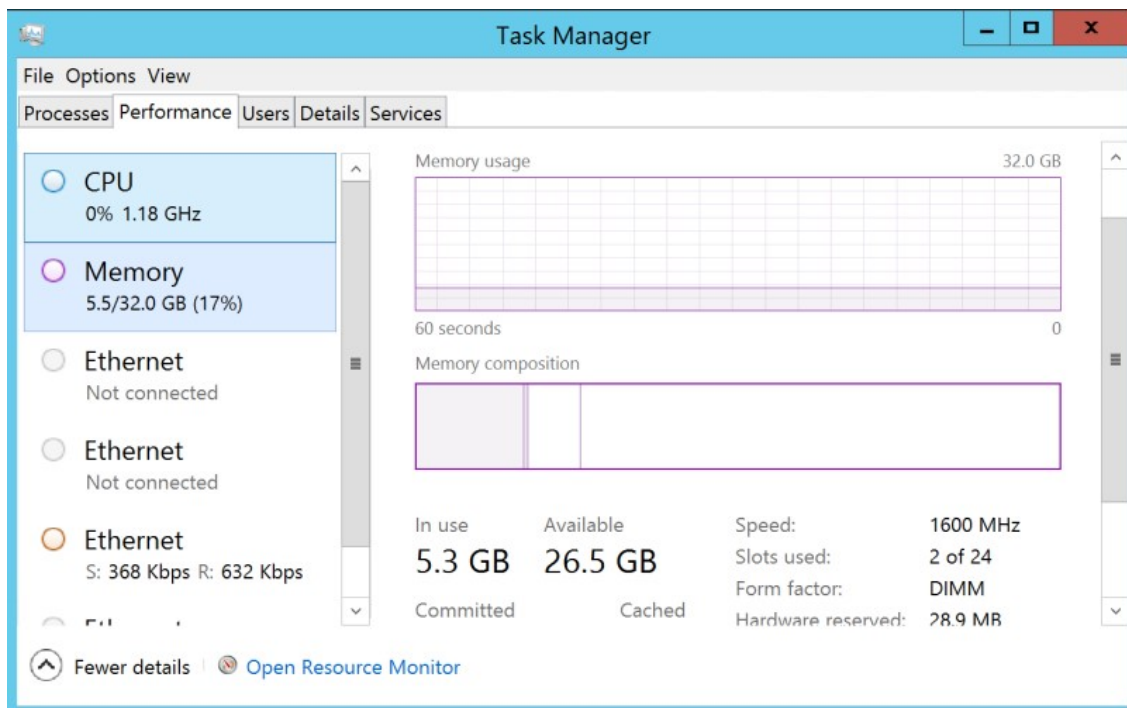 Task Manager
File Options View
Processes Performance Users Details Services
CPU
0% 1.18 GHz
Memory
5.5/32.0 GB (17%)
Ethernet
Not connected
Ethernet
Not connected
Ethernet
S: 368 Kbps R: 632 Kbps
Memory usage 32.0 GB
60 seconds 0
Memory composition
In use Available
5.3 GB 26.5 GB
Committed Cached
Speed: 1600 MHz
Slots used: 2 of 24
Form factor: DIMM
Hardware reserved: 28.9 MB
Fewer details Open Resource Monitor